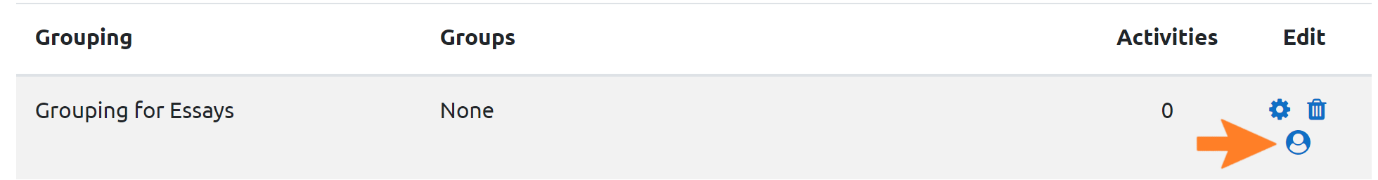 Grouping Groups Activities Edit
Grouping for Essays None 0